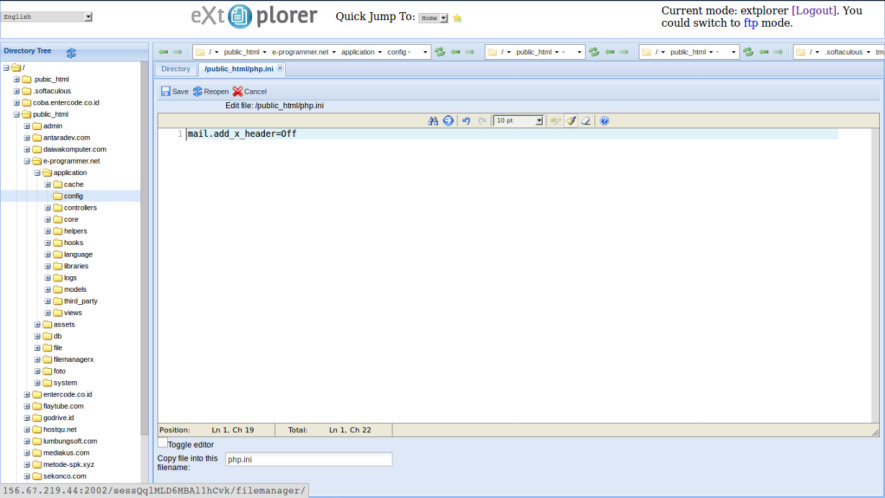 English
eXtplorer
Quick Jump To: Home
Current mode: extplorer [Logout]. You
could switch to ftp mode.
Directory Tree
/ public_html e-programmer.net application config -
/ public_html -
/ public_html -
/ .softaculous tm
Directory
/public_html/php.ini
Save Reopen Cancel
Edit file: /public_html/php.ini
10 pt
1 mail.add_x_header=Off
/
.pubic_html
.softaculous
coba.entercode.co.id
public_html
admin
antaradev.com
daiwakomputer.com
e-programmer.net
application
cache
config
controllers
core
helpers
hooks
language
libraries
logs
models
third_party
views
assets
db
file
filemanagerx
foto
system
entercode.co.id
flaytube.com
godrive.id
hostqu.net
lumbungsoft.com
mediakus.com
metode-spk.xyz
sekonco.com
Position: Ln 1, Ch 19 Total: Ln 1, Ch 22
Toggle editor
Copy file into this
filename:
php.ini
156.67.219.44:2002/sessQqlMLD6MBAl1hCvk/filemanager/